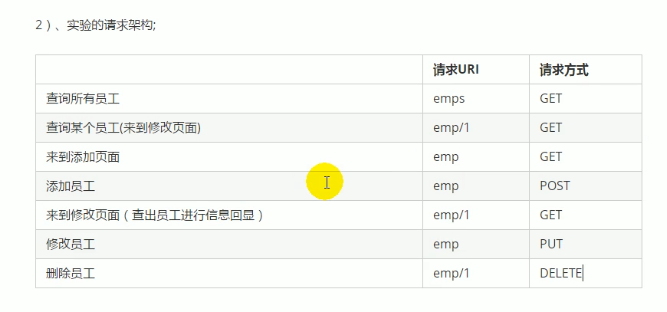 2）、实验的请求架构;
请求URI 请求方式
查询所有员工 emps GET
查询某个员工(来到修改页面) emp/1 GET
来到添加页面 emp GET
添加员工 emp POST
来到修改页面（查出员工进行信息回显） emp/1 GET
修改员工 emp PUT
删除员工 emp/1 DELETE